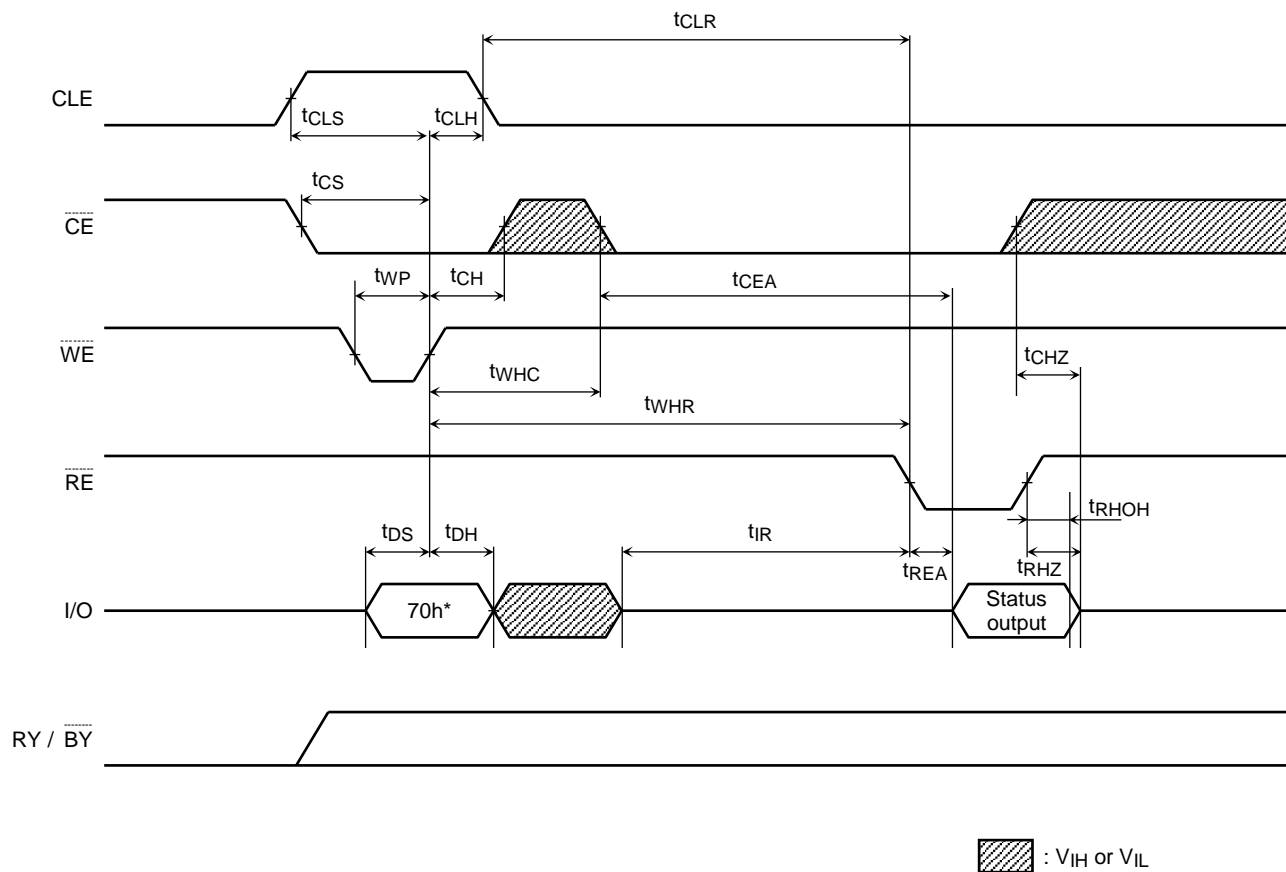 tCLR
CLE
tCLS
tCLH
tCS
CE
tWP
tCH
tCEA
WE
tCHZ
tWHC
tWHR
RE
tRHOH
tDS
tDH
tIR
tREA
tRHZ
I/O
70h*
Status
output
RY / BY
: VIH or VIL